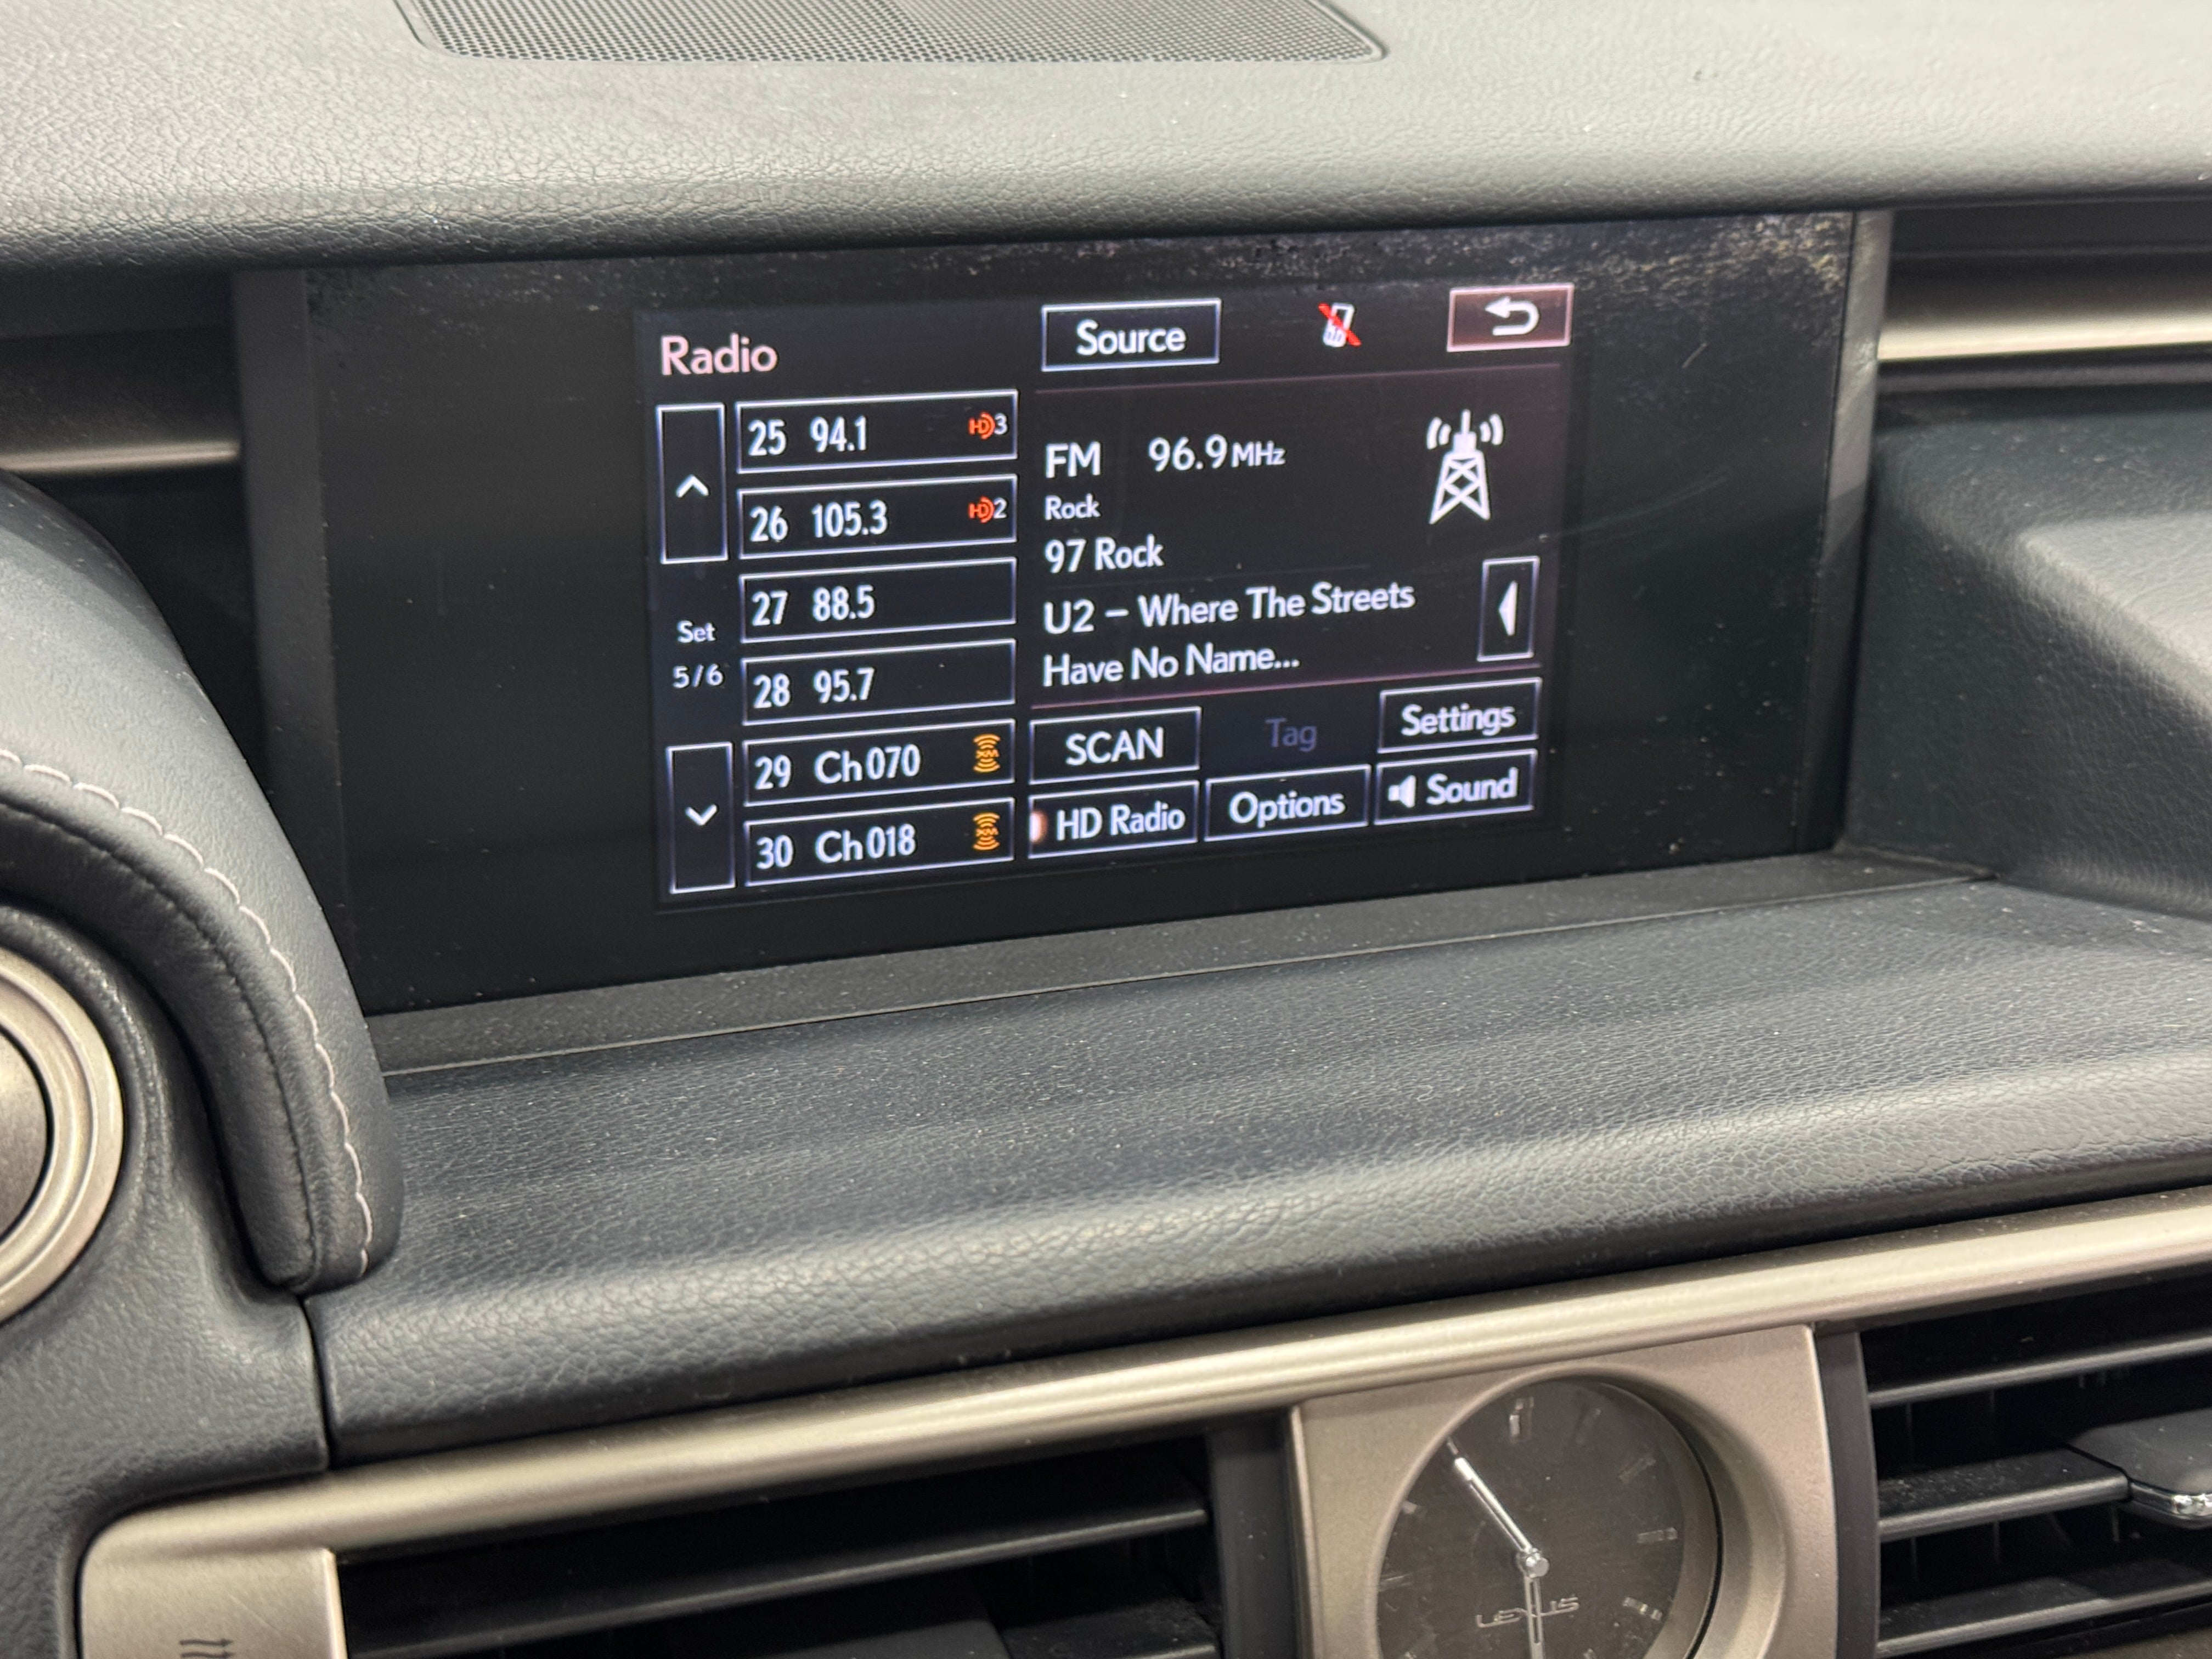 Radio
Source
25 94.1 HD3
26 105.3 HD2
27 88.5
28 95.7
29 Ch070 XM
30 Ch018 XM
Set
5/6
FM 96.9 MHz
Rock
97 Rock
U2 – Where The Streets
Have No Name...
SCAN
Tag
Settings
HD Radio
Options
Sound
LEXUS